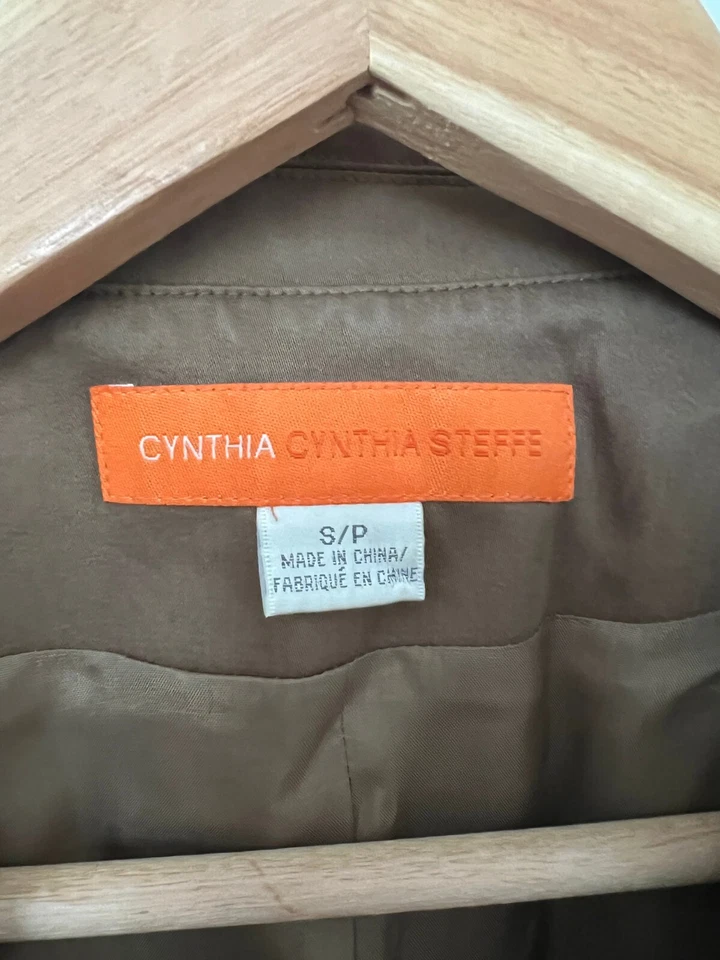 CYNTHIA CYNTHIA STEFFE
S/P
MADE IN CHINA/
FABRIQUÉ EN CHINE